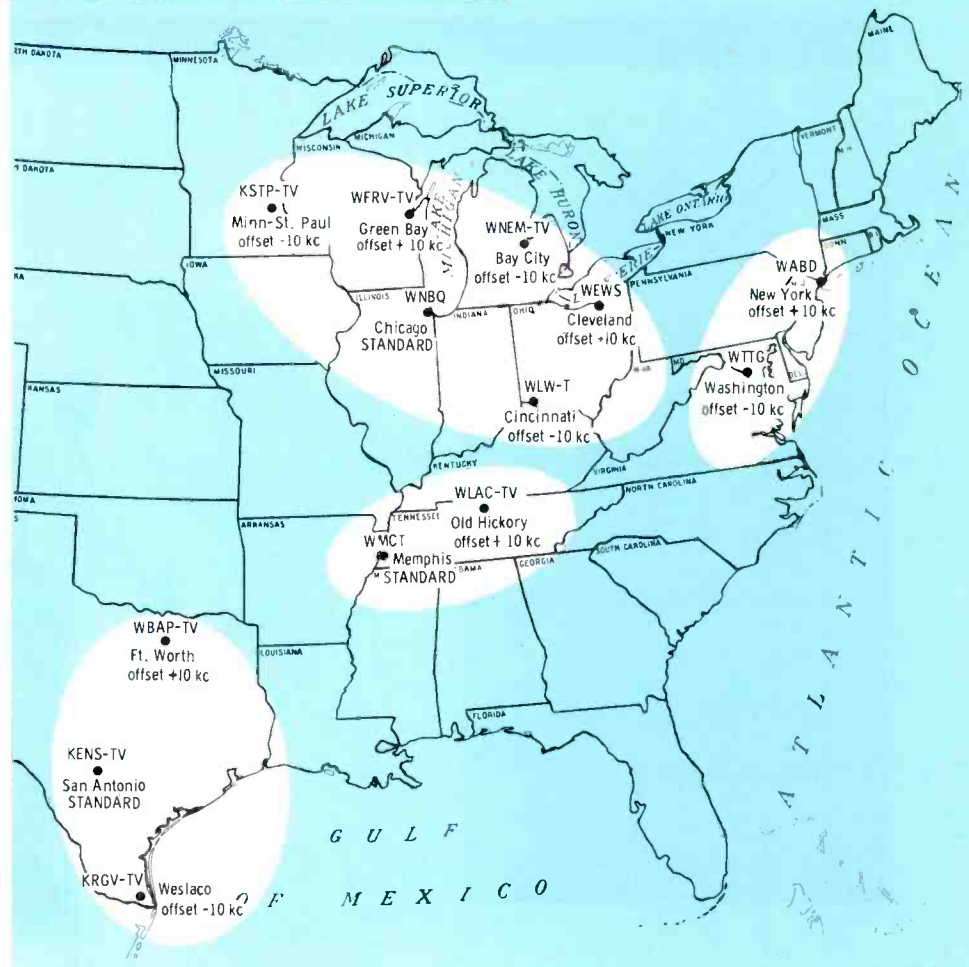 MAINE
MINNESOTA
LAKE SUPERIOR
MICHIGAN
WISCONSIN
VERMONT
LAKE HURON
LAKE ONTARIO
NEW YORK
MASS
CONN
KSTP-TV
Minn-St. Paul
offset -10 kc
WFRV-TV
Green Bay
offset + 10 kc
LAKE MICHIGAN
WNEM-TV
Bay City
offset -10 kc
IOWA
ILLINOIS
WNBQ
Chicago
STANDARD
INDIANA
OHIO
ERIE
WEWS
Cleveland
offset +10 kc
PENNSYLVANIA
WABD
New York
offset +10 kc
WTTG
Washington
offset -10 kc
MD
DEL
W-VA
MISSOURI
KANSAS
WLW-T
Cincinnati
offset -10 kc
KENTUCKY
VIRGINIA
NORTH CAROLINA
WLAC-TV
Old Hickory
offset + 10 kc
ARKANSAS
TENNESSEE
WMCT
Memphis
STANDARD
GEORGIA
SOUTH CAROLINA
WBAP-TV
Ft. Worth
offset +10 kc
LOUISIANA
FLORIDA
KENS-TV
San Antonio
STANDARD
KRGV-TV
Weslaco
offset -10 kc
GULF
OF MEXICO
ATLANTIC
OCEAN